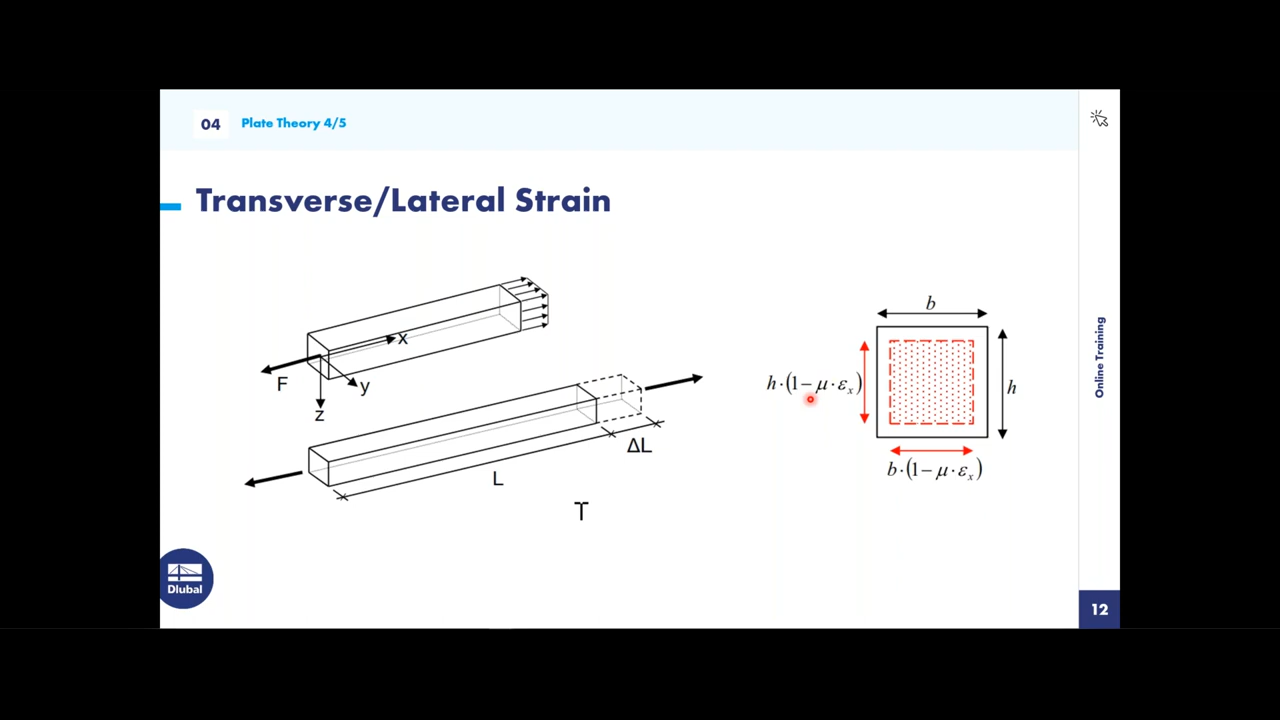 04 Plate Theory 4/5
Transverse/Lateral Strain
x
F
y
z
L
ΔL
T
b
h·(1−μ·εₓ)
h
b·(1−μ·εₓ)
Online Training
Dlubal
12